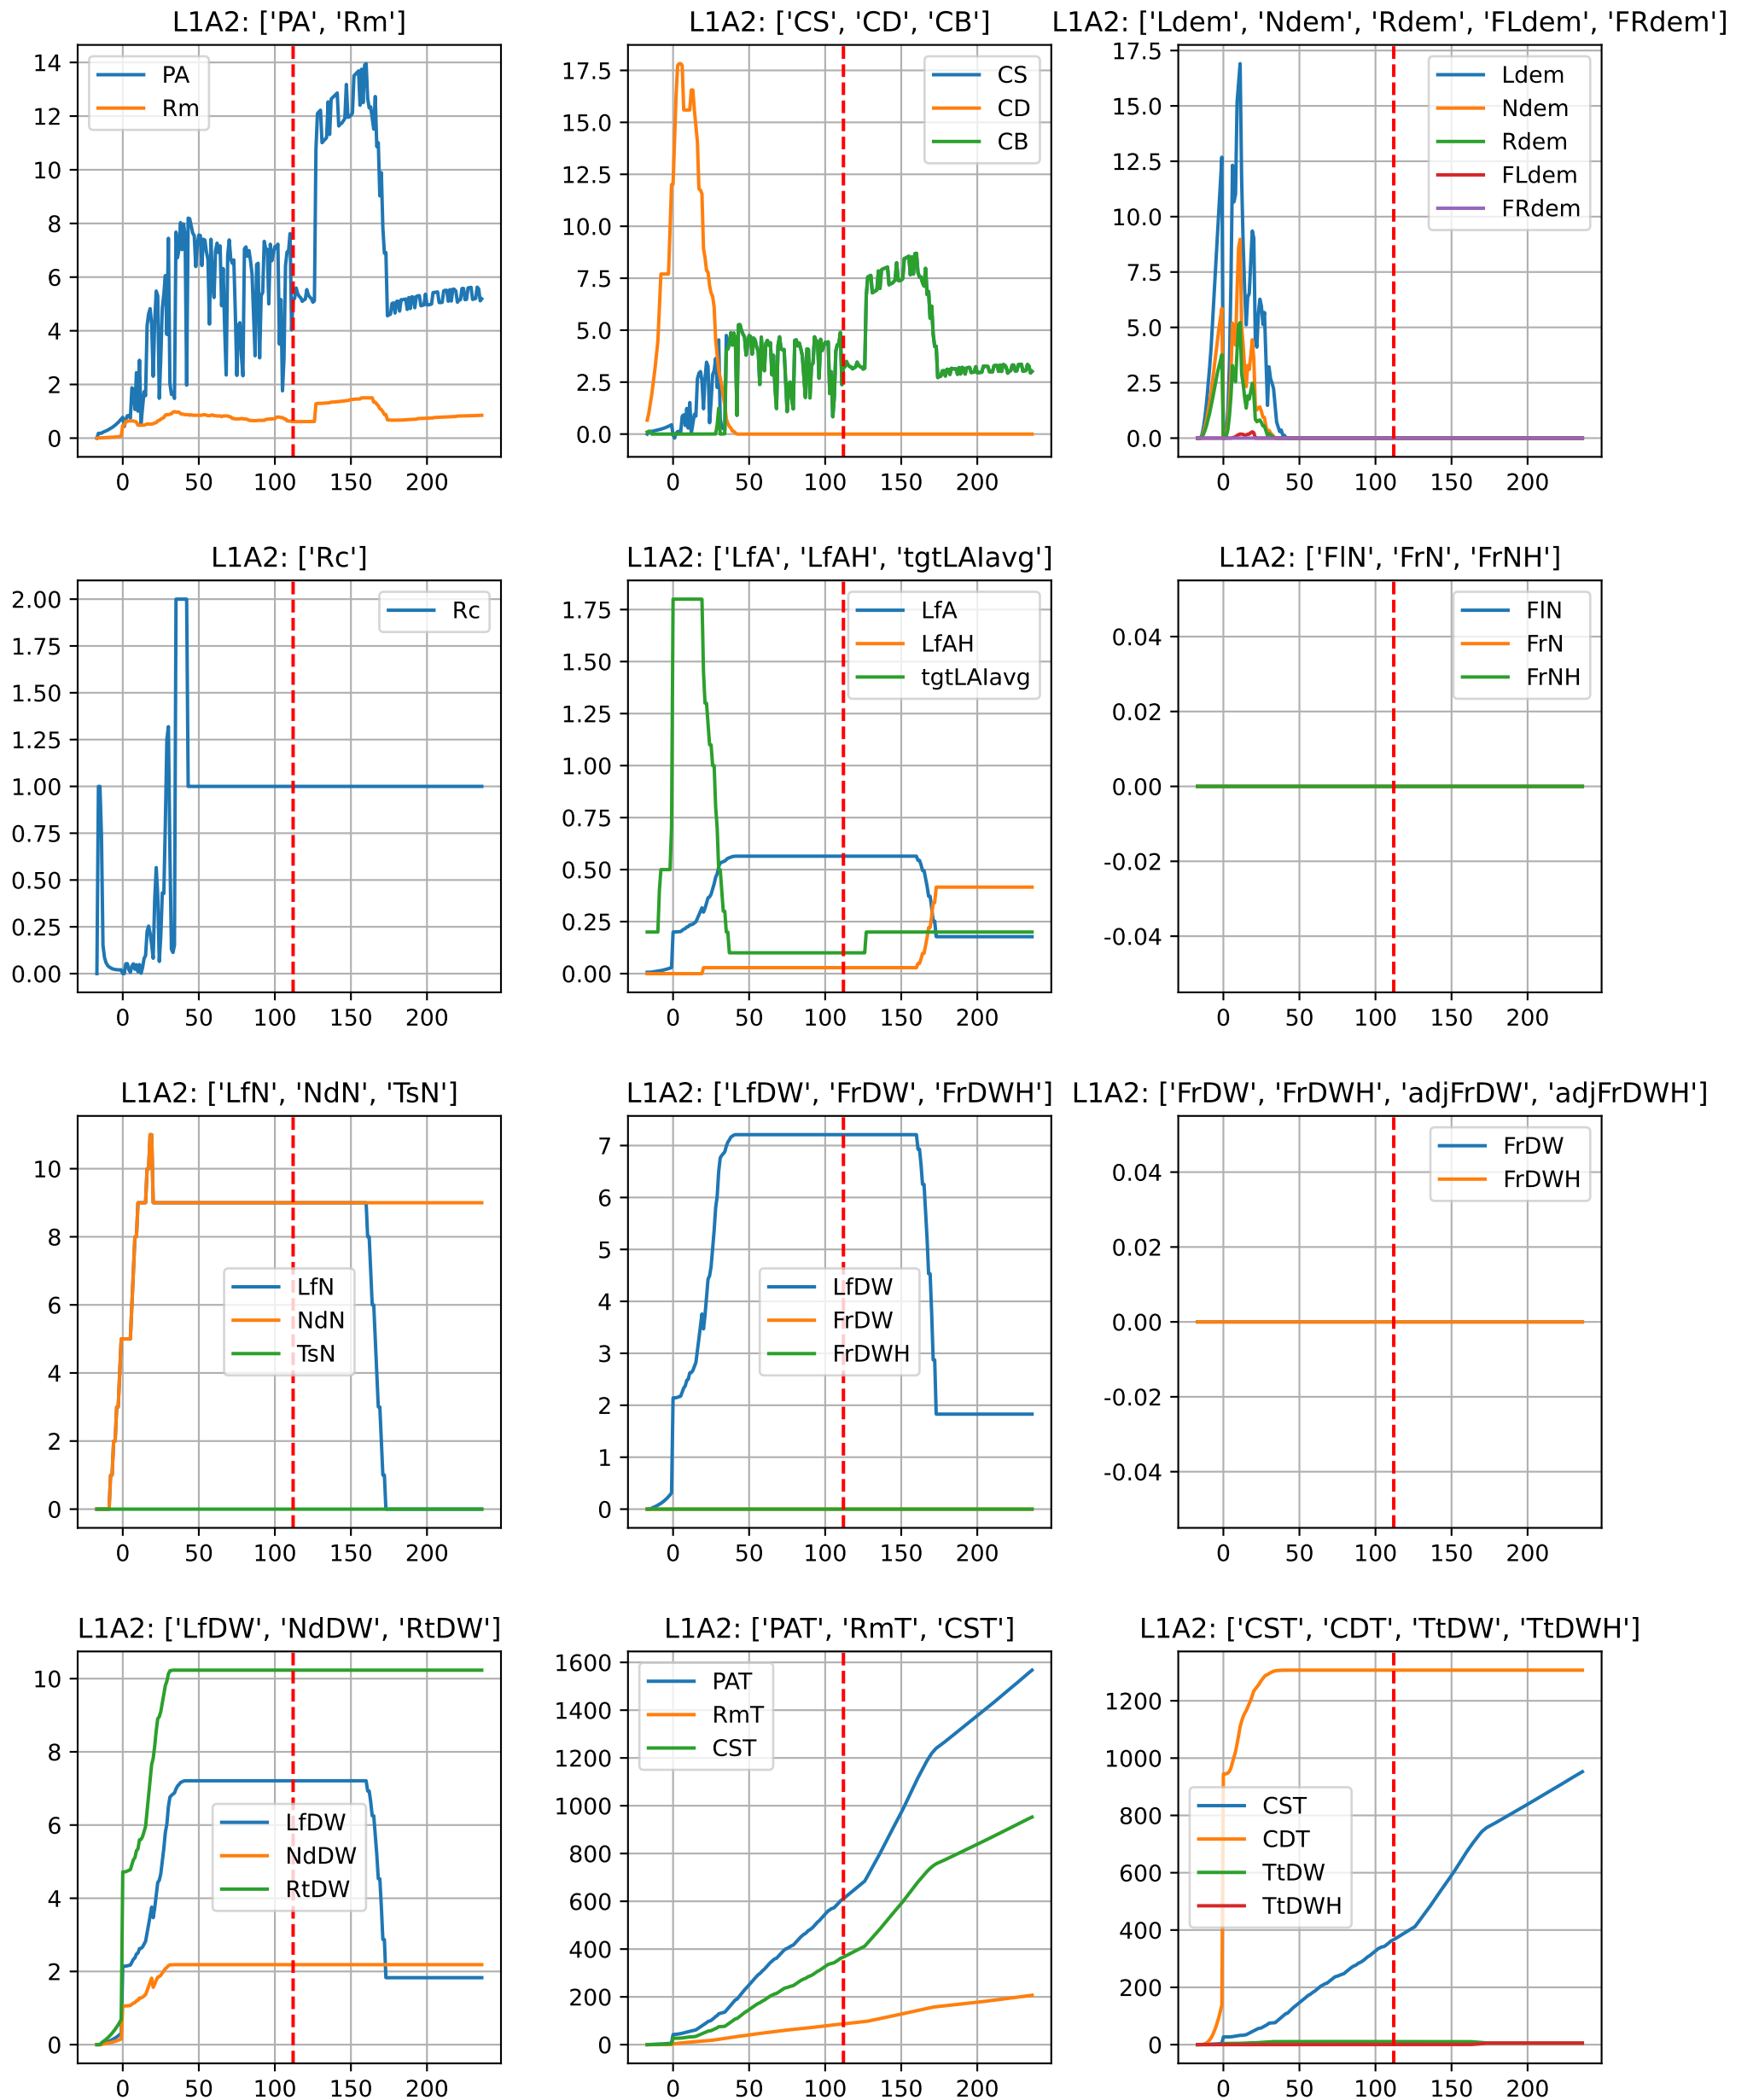 L1A2: ['PA', 'Rm']
14
12
10
8
6
4
2
0
0 50 100 150 200
PA
Rm
L1A2: ['CS', 'CD', 'CB']
17.5
15.0
12.5
10.0
7.5
5.0
2.5
0.0
0 50 100 150 200
CS
CD
CB
L1A2: ['Ldem', 'Ndem', 'Rdem', 'FLdem', 'FRdem']
17.5
15.0
12.5
10.0
7.5
5.0
2.5
0.0
0 50 100 150 200
Ldem
Ndem
Rdem
FLdem
FRdem
L1A2: ['Rc']
2.00
1.75
1.50
1.25
1.00
0.75
0.50
0.25
0.00
0 50 100 150 200
Rc
L1A2: ['LfA', 'LfAH', 'tgtLAIavg']
1.75
1.50
1.25
1.00
0.75
0.50
0.25
0.00
0 50 100 150 200
LfA
LfAH
tgtLAIavg
L1A2: ['FlN', 'FrN', 'FrNH']
0.04
0.02
0.00
-0.02
-0.04
0 50 100 150 200
FlN
FrN
FrNH
L1A2: ['LfN', 'NdN', 'TsN']
10
8
6
4
2
0
0 50 100 150 200
LfN
NdN
TsN
L1A2: ['LfDW', 'FrDW', 'FrDWH']
7
6
5
4
3
2
1
0
0 50 100 150 200
LfDW
FrDW
FrDWH
L1A2: ['FrDW', 'FrDWH', 'adjFrDW', 'adjFrDWH']
0.04
0.02
0.00
-0.02
-0.04
0 50 100 150 200
FrDW
FrDWH
L1A2: ['LfDW', 'NdDW', 'RtDW']
10
8
6
4
2
0
0 50 100 150 200
LfDW
NdDW
RtDW
L1A2: ['PAT', 'RmT', 'CST']
1600
1400
1200
1000
800
600
400
200
0
0 50 100 150 200
PAT
RmT
CST
L1A2: ['CST', 'CDT', 'TtDW', 'TtDWH']
1200
1000
800
600
400
200
0
0 50 100 150 200
CST
CDT
TtDW
TtDWH